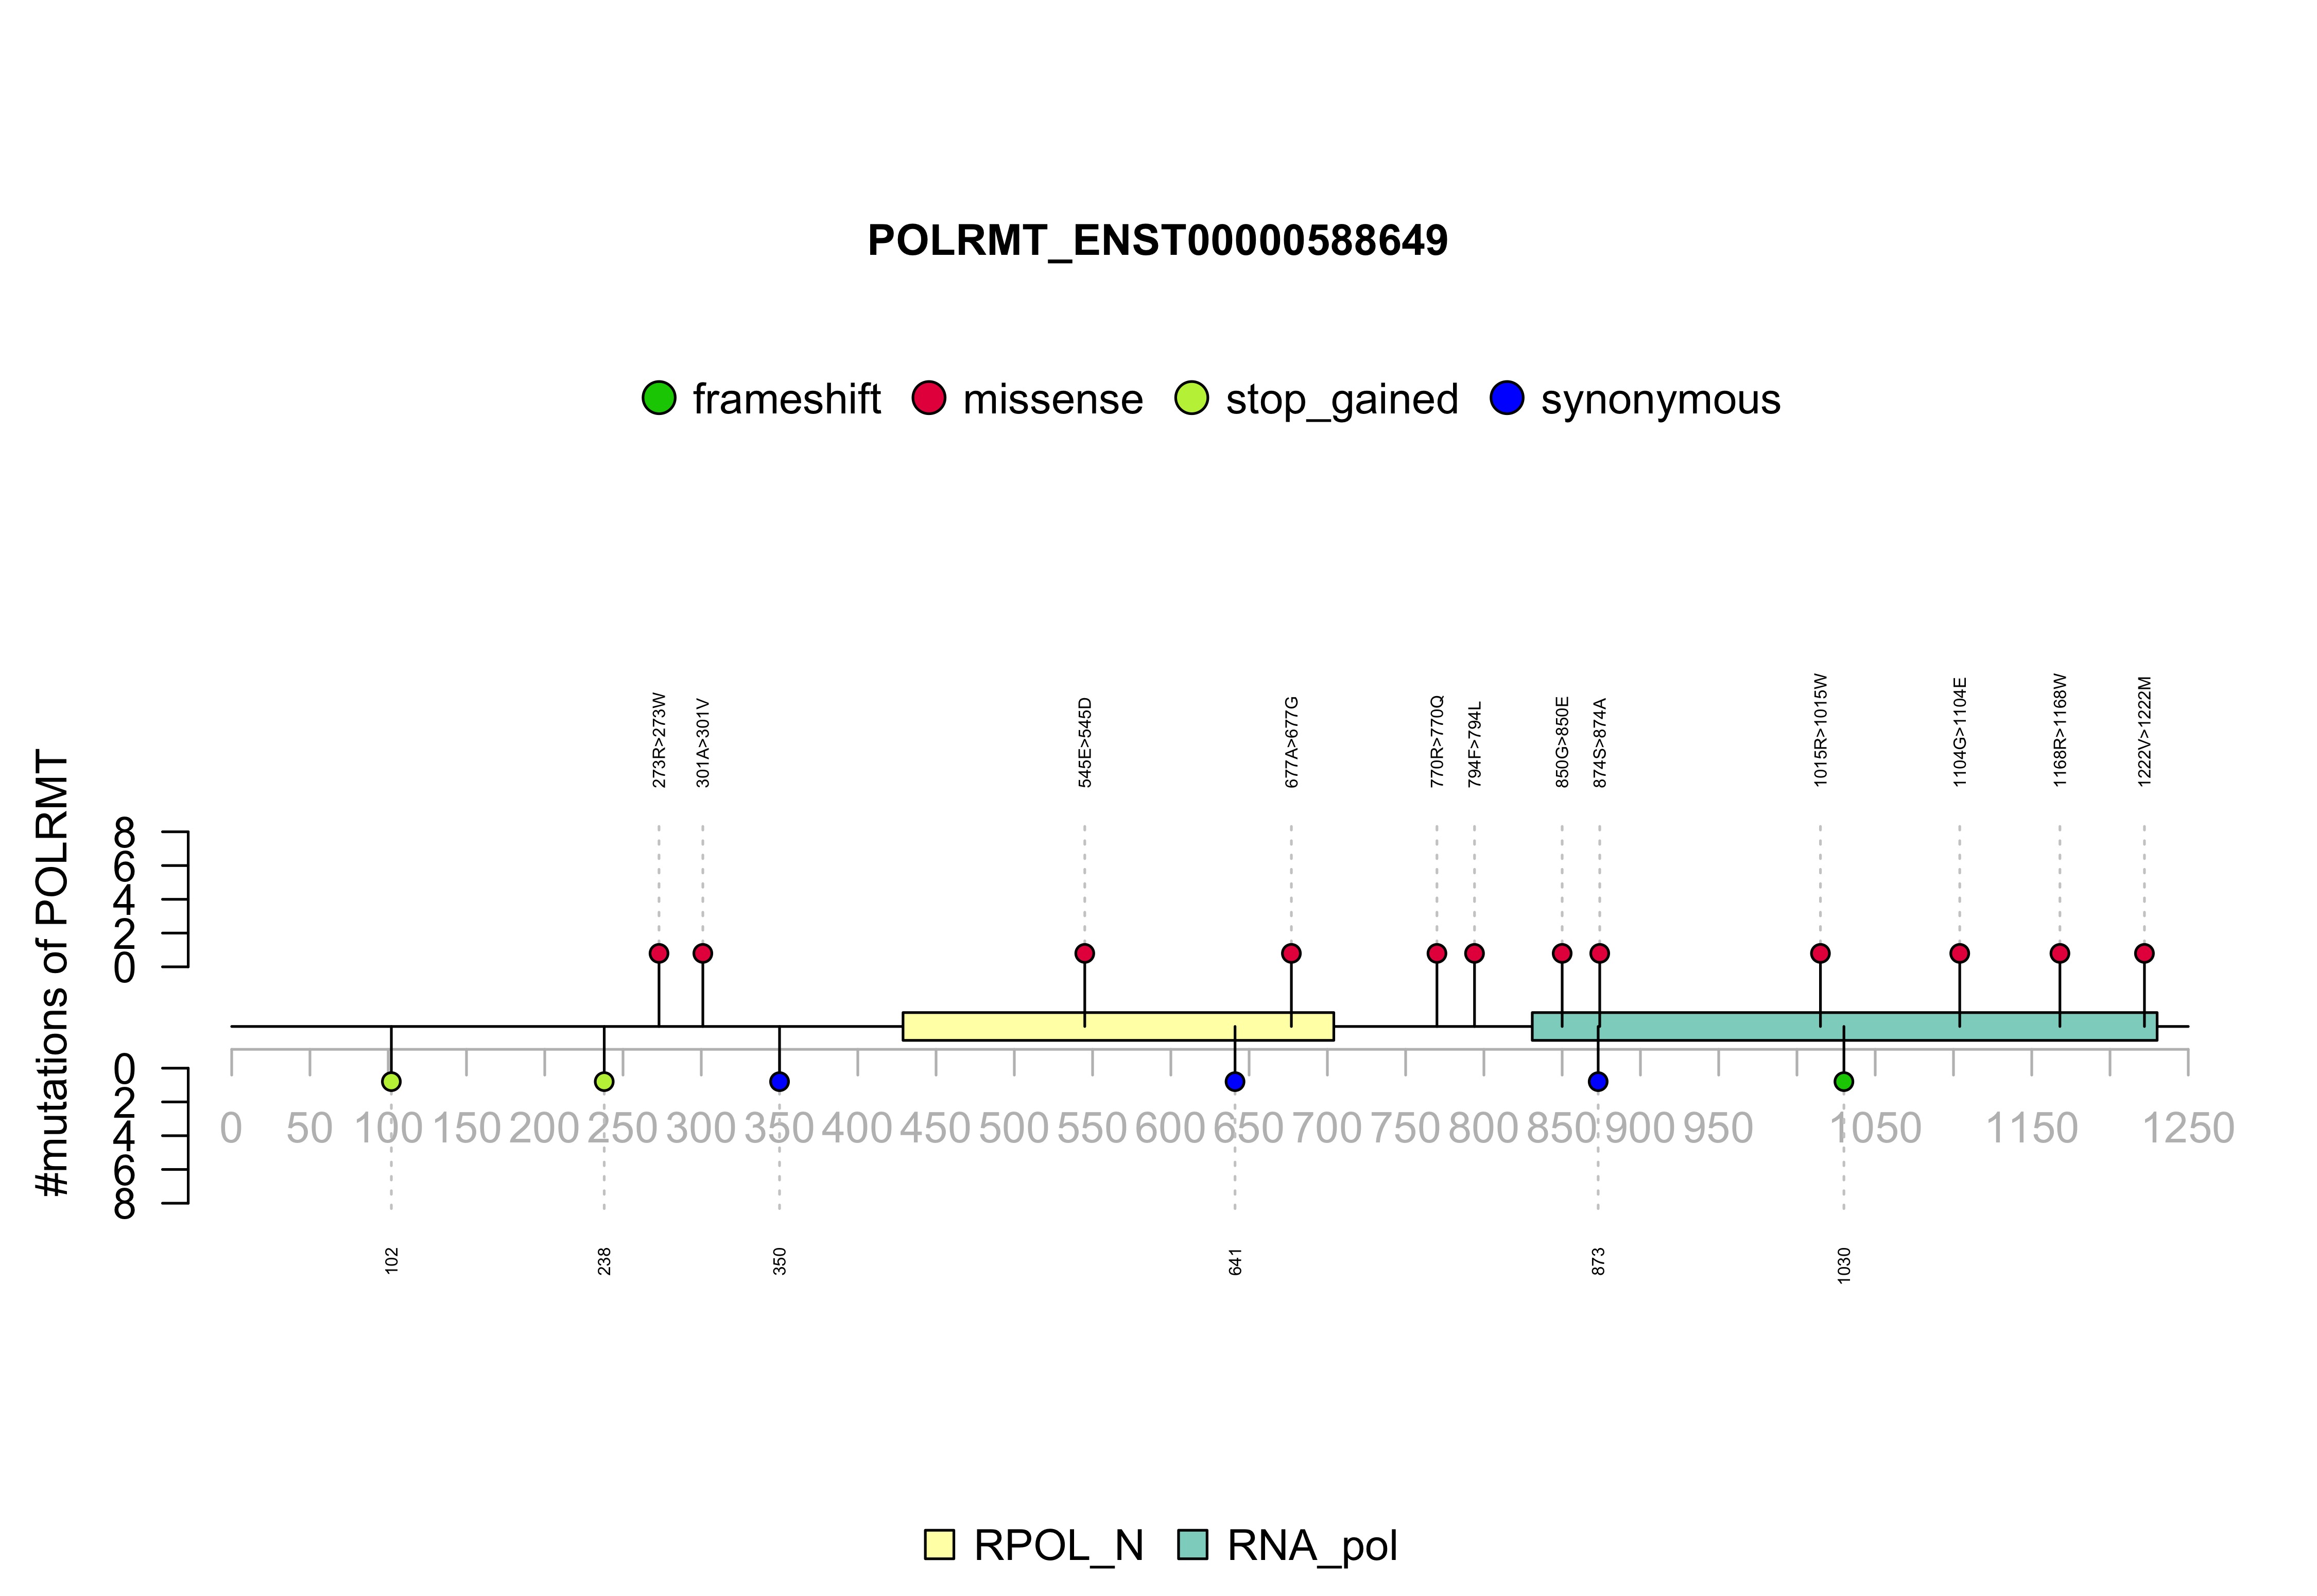 POLRMT_ENST00000588649
frameshift missense stop_gained synonymous
273R>273W
301A>301V
545E>545D
677A>677G
770R>770Q
794F>794L
850G>850E
874S>874A
1015R>1015W
1104G>1104E
1168R>1168W
1222V>1222M
#mutations of POLRMT
8
6
4
2
0
0
2
4
6
8
0 50 100 150 200 250 300 350 400 450 500 550 600 650 700 750 800 850 900 950 1050 1150 1250
102
238
350
641
873
1030
RPOL_N RNA_pol